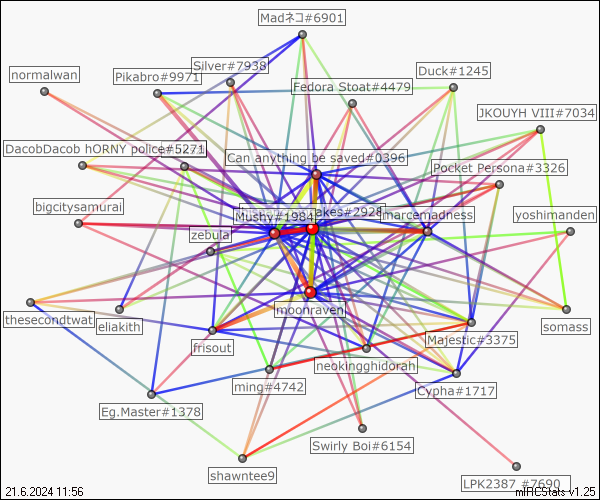 Madネコ#6901
Silver#7938
normalwan
Pikabro#9971
Duck#1245
Fedora Stoat#4479
JKOUYH VIII#7034
DacobDacob hORNY police#5271
Can anything be saved#0396
Pocket Persona#3326
bigcitysamurai
Mushy#1984
akes#2928
marcemadness
yoshimanden
zebula
moonraven
thesecondtwat
eliakith
somass
frisout
Majestic#3375
neokingghidorah
ming#4742
Cypha#1717
Eg.Master#1378
Swirly Boi#6154
shawntee9
LPK2387 #7690
21.6.2024 11:56
mIRCStats v1.25